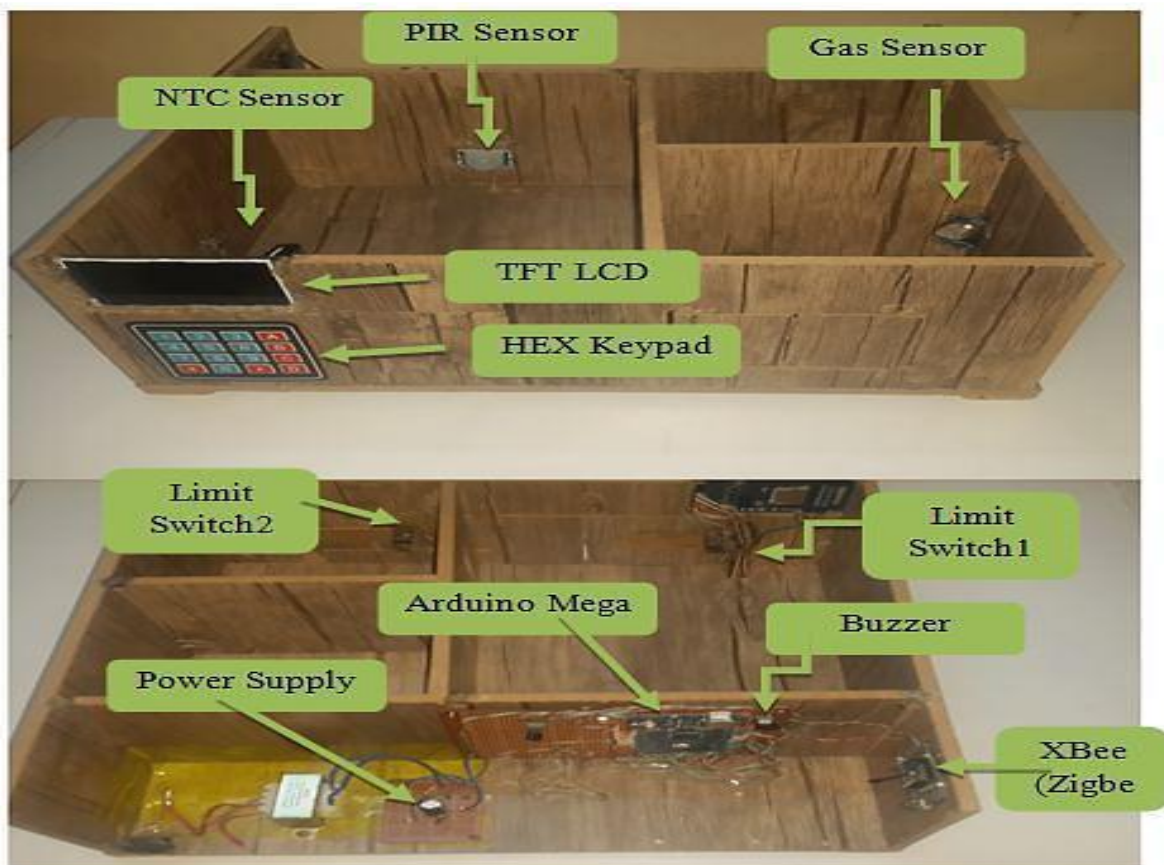 PIR Sensor
Gas Sensor
NTC Sensor
TFT LCD
HEX Keypad
Limit
Switch2
Limit
Switch1
Arduino Mega
Buzzer
Power Supply
XBee
(Zigbe